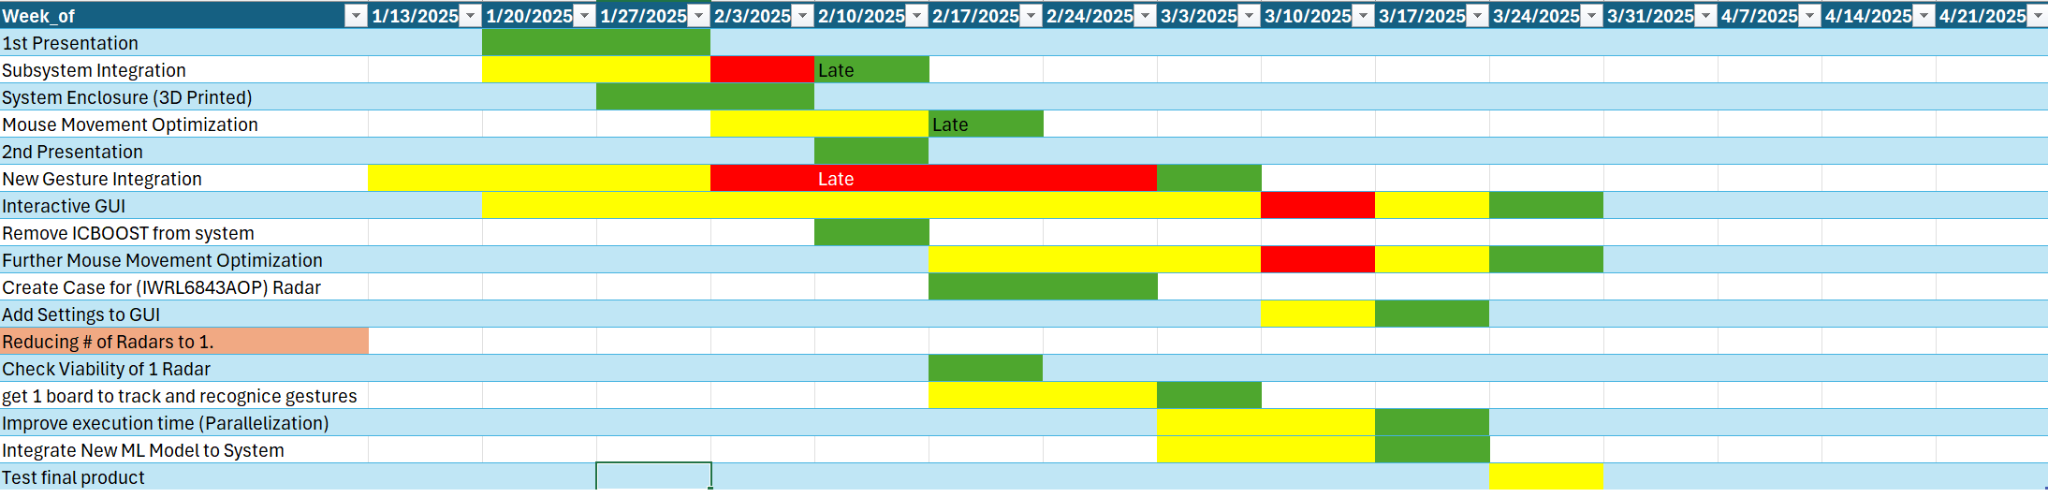 Week_of 1/13/2025 1/20/2025 1/27/2025 2/3/2025 2/10/2025 2/17/2025 2/24/2025 3/3/2025 3/10/2025 3/17/2025 3/24/2025 3/31/2025 4/7/2025 4/14/2025 4/21/2025
1st Presentation
Subsystem Integration Late
System Enclosure (3D Printed)
Mouse Movement Optimization Late
2nd Presentation
New Gesture Integration Late
Interactive GUI
Remove ICBOOST from system
Further Mouse Movement Optimization
Create Case for (IWRL6843AOP) Radar
Add Settings to GUI
Reducing # of Radars to 1.
Check Viability of 1 Radar
get 1 board to track and recognice gestures
Improve execution time (Parallelization)
Integrate New ML Model to System
Test final product